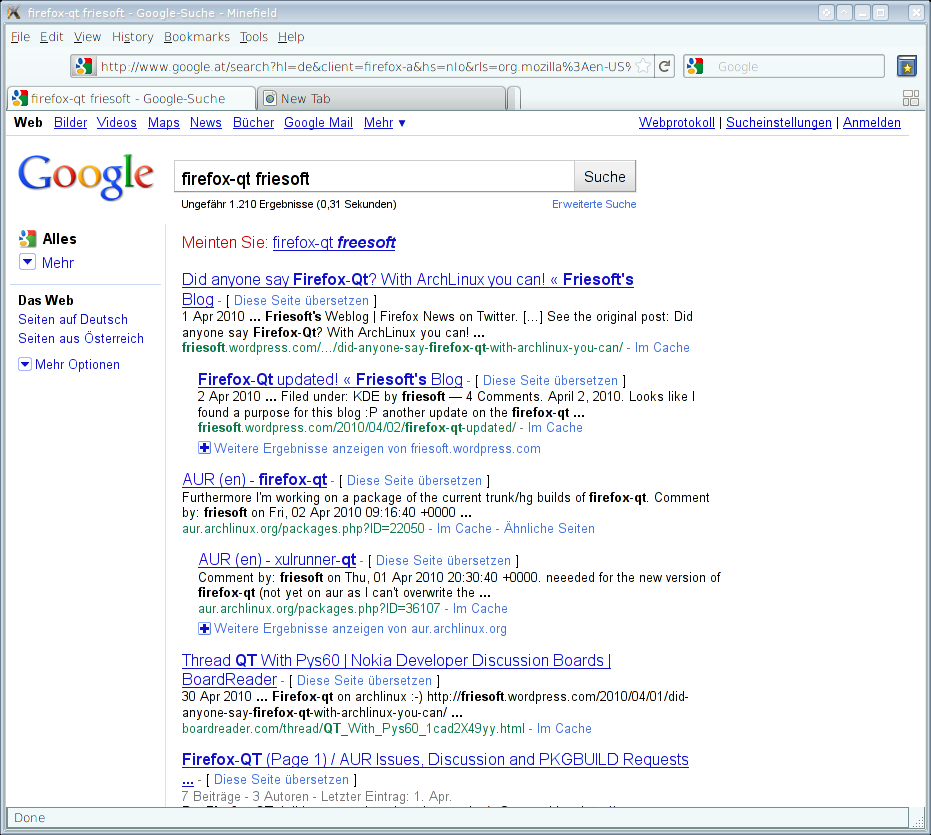 firefox-qt friesoft - Google-Suche - Minefield
File Edit View History Bookmarks Tools Help
http://www.google.at/search?hl=de&client=firefox-a&hs=nIo&rls=org.mozilla%3Aen-US% Google
firefox-qt friesoft - Google-Suche New Tab
Web Bilder Videos Maps News Bücher Google Mail Mehr ▼ Webprotokoll | Sucheinstellungen | Anmelden
Google firefox-qt friesoft Suche
Ungefähr 1.210 Ergebnisse (0,31 Sekunden) Erweiterte Suche
Alles
Mehr
Das Web
Seiten auf Deutsch
Seiten aus Österreich
Mehr Optionen
Meinten Sie: firefox-qt freesoft
Did anyone say Firefox-Qt? With ArchLinux you can! « Friesoft's
Blog - [ Diese Seite übersetzen ]
1 Apr 2010 ... Friesoft's Weblog | Firefox News on Twitter. [...] See the original post: Did
anyone say Firefox-Qt? With ArchLinux you can! ...
friesoft.wordpress.com/.../did-anyone-say-firefox-qt-with-archlinux-you-can/ - Im Cache
Firefox-Qt updated! « Friesoft's Blog - [ Diese Seite übersetzen ]
2 Apr 2010 ... Filed under: KDE by friesoft — 4 Comments. April 2, 2010. Looks like I
found a purpose for this blog :P another update on the firefox-qt ...
friesoft.wordpress.com/2010/04/02/firefox-qt-updated/ - Im Cache
Weitere Ergebnisse anzeigen von friesoft.wordpress.com
AUR (en) - firefox-qt - [ Diese Seite übersetzen ]
Furthermore I'm working on a package of the current trunk/hg builds of firefox-qt. Comment
by: friesoft on Fri, 02 Apr 2010 09:16:40 +0000 ...
aur.archlinux.org/packages.php?ID=22050 - Im Cache - Ähnliche Seiten
AUR (en) - xulrunner-qt - [ Diese Seite übersetzen ]
Comment by: friesoft on Thu, 01 Apr 2010 20:30:40 +0000. neeeded for the new version of
firefox-qt (not yet on aur as I can't overwrite the ...
aur.archlinux.org/packages.php?ID=36107 - Im Cache
Weitere Ergebnisse anzeigen von aur.archlinux.org
Thread QT With Pys60 | Nokia Developer Discussion Boards |
BoardReader - [ Diese Seite übersetzen ]
30 Apr 2010 ... Firefox-qt on archlinux :-) http://friesoft.wordpress.com/2010/04/01/did-
anyone-say-firefox-qt-with-archlinux-you-can/ ...
boardreader.com/thread/QT_With_Pys60_1cad2X49yy.html - Im Cache
Firefox-QT (Page 1) / AUR Issues, Discussion and PKGBUILD Requests
... - [ Diese Seite übersetzen ]
7 Beiträge - 3 Autoren - Letzter Eintrag: 1. Apr.
Done